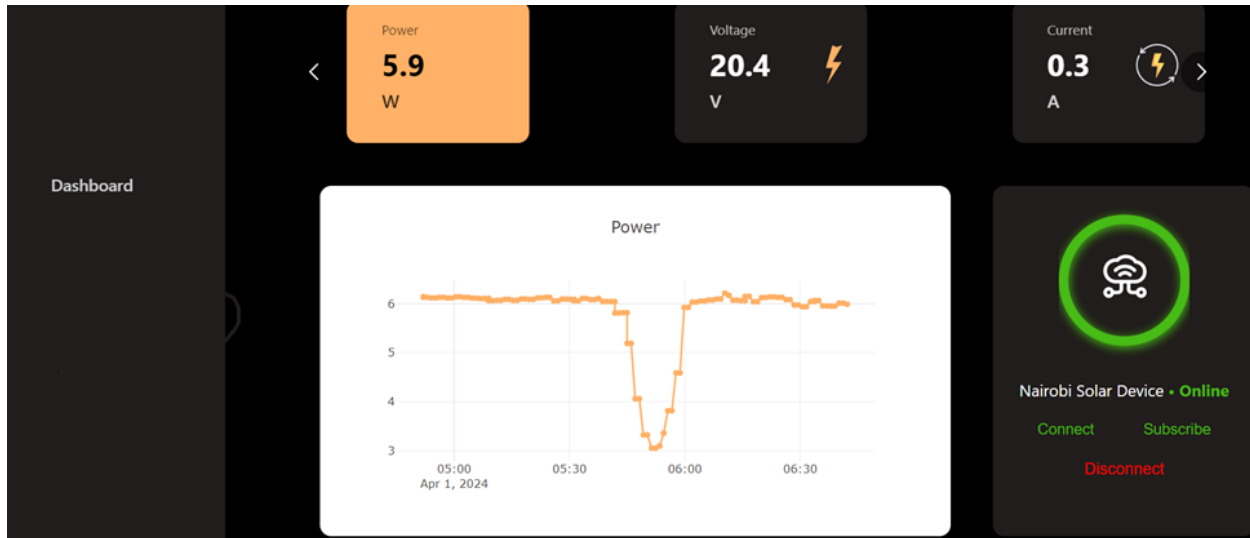 Power
5.9
W
Voltage
20.4
V
Current
0.3
A
Dashboard
Power
6
5
4
3
05:00
05:30
06:00
06:30
Apr 1, 2024
Nairobi Solar Device • Online
Connect
Subscribe
Disconnect